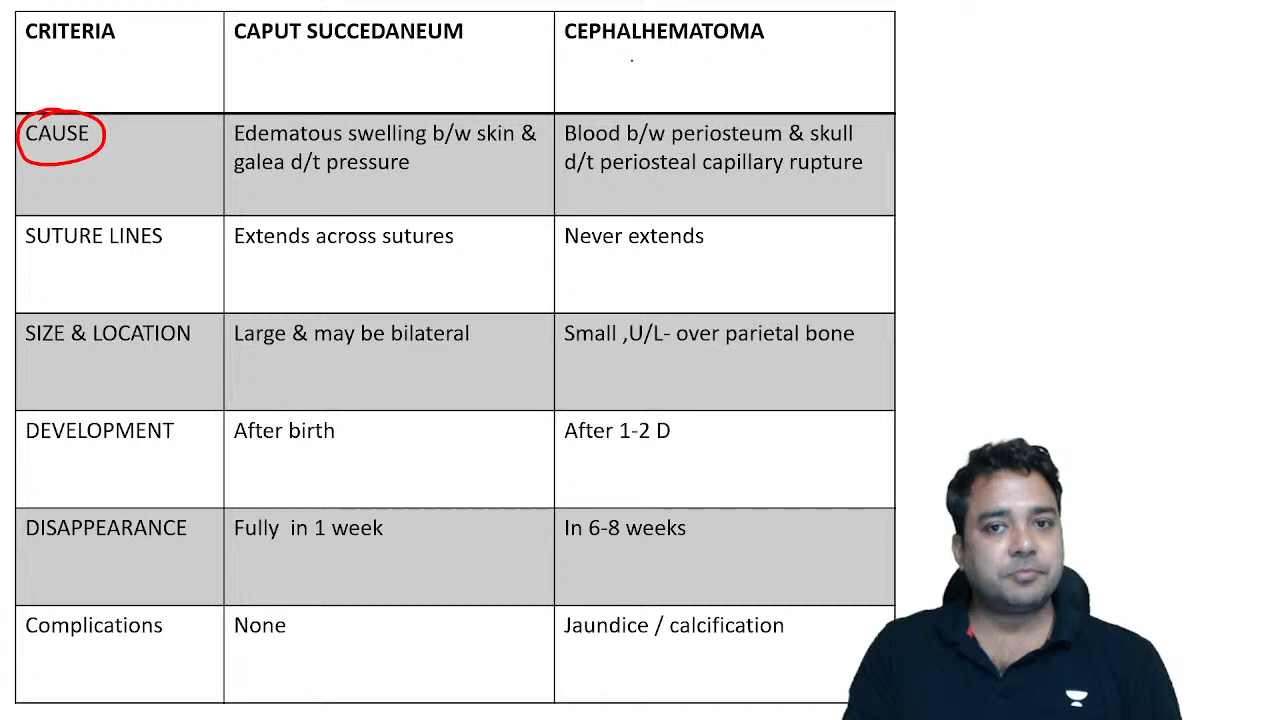 CRITERIA
CAPUT SUCCEDANEUM
CEPHALHEMATOMA
CAUSE
Edematous swelling b/w skin &
galea d/t pressure
Blood b/w periosteum & skull
d/t periosteal capillary rupture
SUTURE LINES
Extends across sutures
Never extends
SIZE & LOCATION
Large & may be bilateral
Small ,U/L- over parietal bone
DEVELOPMENT
After birth
After 1-2 D
DISAPPEARANCE
Fully  in 1 week
In 6-8 weeks
Complications
None
Jaundice / calcification